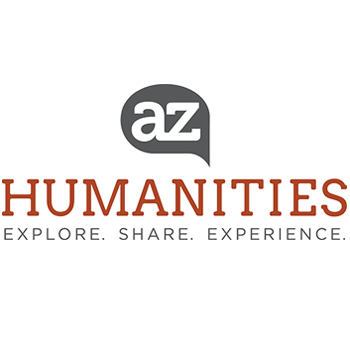 az
HUMANITIES
EXPLORE. SHARE. EXPERIENCE.